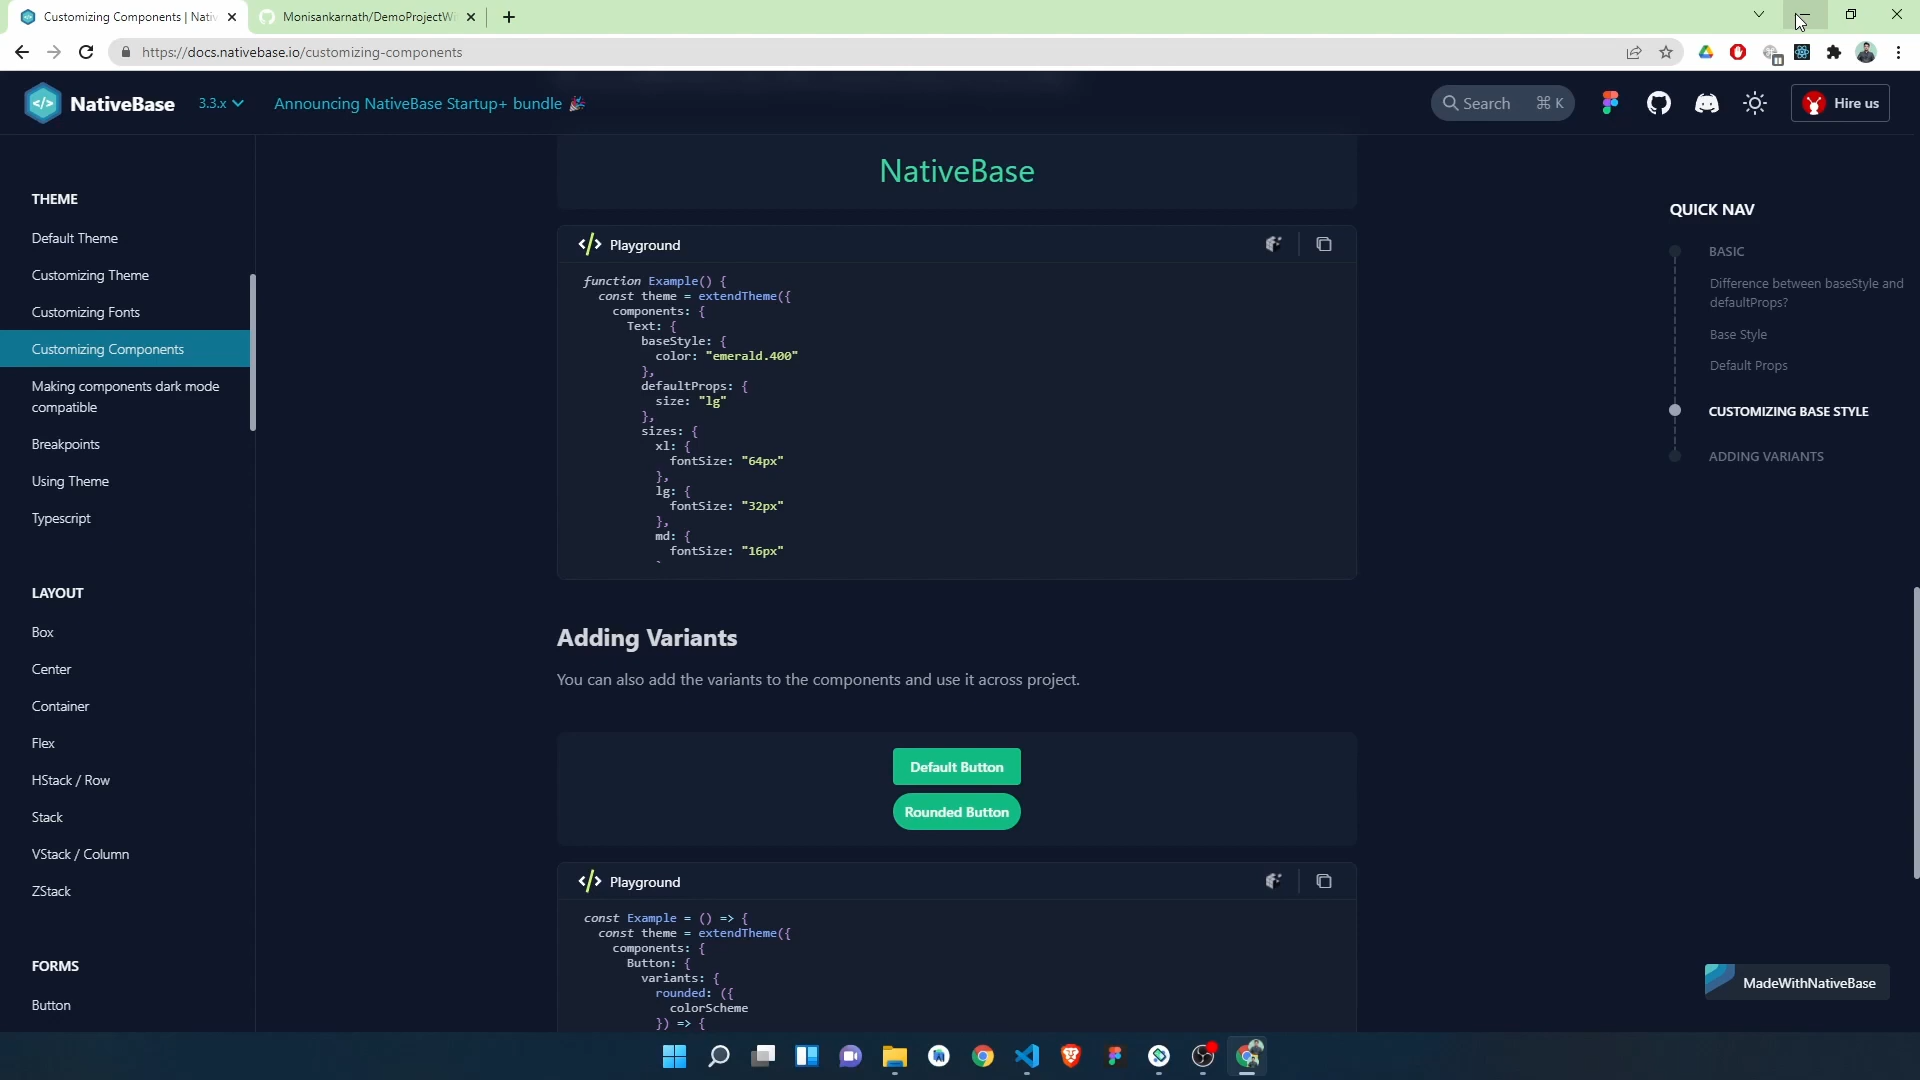 Customizing Components | Nativ
Monisankarnath/DemoProjectWi
https://docs.nativebase.io/customizing-components
NativeBase
3.3.x
Announcing NativeBase Startup+ bundle 🎉
Search
⌘ K
Hire us
THEME
Default Theme
Customizing Theme
Customizing Fonts
Customizing Components
Making components dark mode
compatible
Breakpoints
Using Theme
Typescript
LAYOUT
Box
Center
Container
Flex
HStack / Row
Stack
VStack / Column
ZStack
FORMS
Button
NativeBase
</> Playground
function Example() {
const theme = extendTheme({
components: {
Text: {
baseStyle: {
color: "emerald.400"
},
defaultProps: {
size: "lg"
},
sizes: {
xl: {
fontSize: "64px"
},
lg: {
fontSize: "32px"
},
md: {
fontSize: "16px"
Adding Variants
You can also add the variants to the components and use it across project.
Default Button
Rounded Button
</> Playground
const Example = () => {
const theme = extendTheme({
components: {
Button: {
variants: {
rounded: ({
colorScheme
}) => {
QUICK NAV
BASIC
Difference between baseStyle and
defaultProps?
Base Style
Default Props
CUSTOMIZING BASE STYLE
ADDING VARIANTS
MadeWithNativeBase